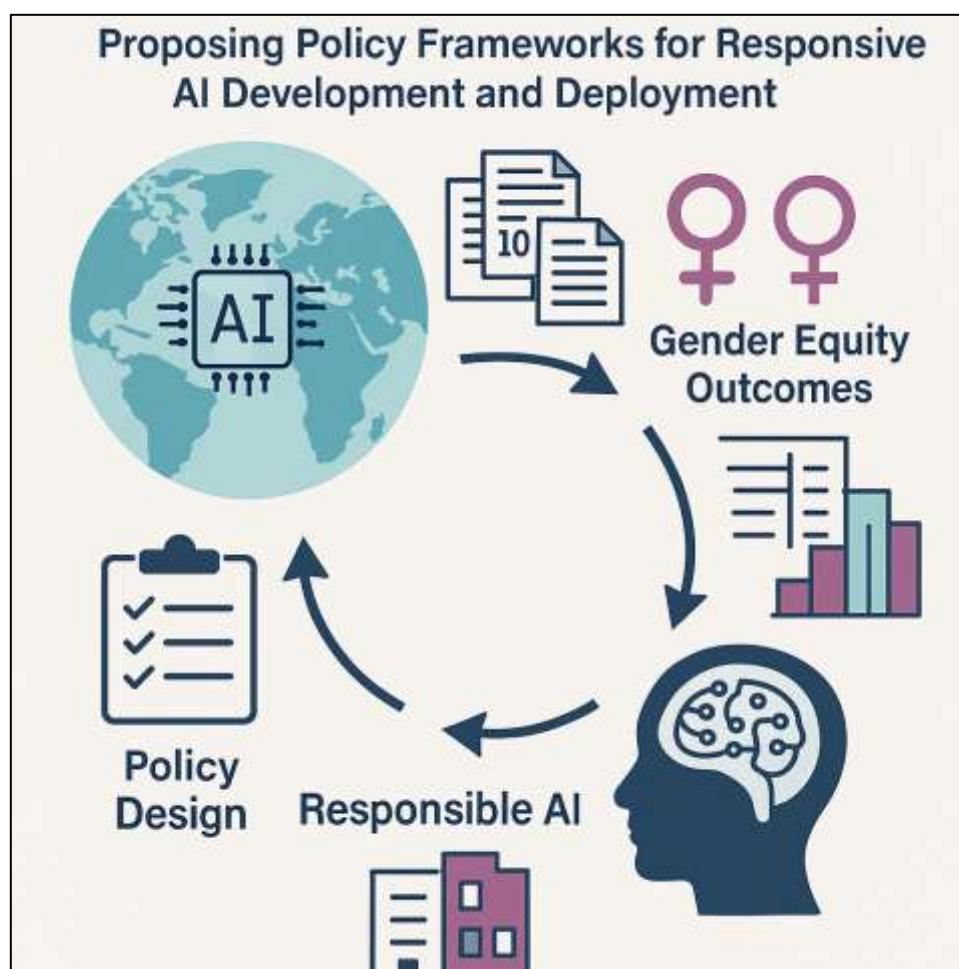 Proposing Policy Frameworks for Responsive
AI Development and Deployment
AI
10
Gender Equity
Outcomes
Policy
Design
Responsible AI